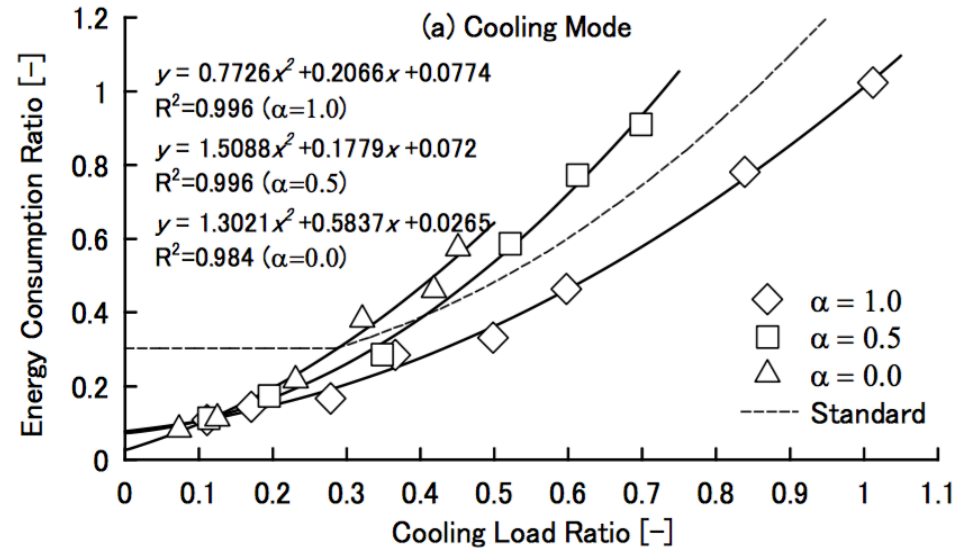 (a) Cooling Mode
y = 0.7726x² +0.2066x +0.0774
R²=0.996 (α=1.0)
y = 1.5088x² +0.1779x +0.072
R²=0.996 (α=0.5)
y = 1.3021x² +0.5837x +0.0265
R²=0.984 (α=0.0)
Energy Consumption Ratio [-]
1.2
1
0.8
0.6
0.4
0.2
0
α = 1.0
α = 0.5
α = 0.0
Standard
0 0.1 0.2 0.3 0.4 0.5 0.6 0.7 0.8 0.9 1 1.1
Cooling Load Ratio [-]